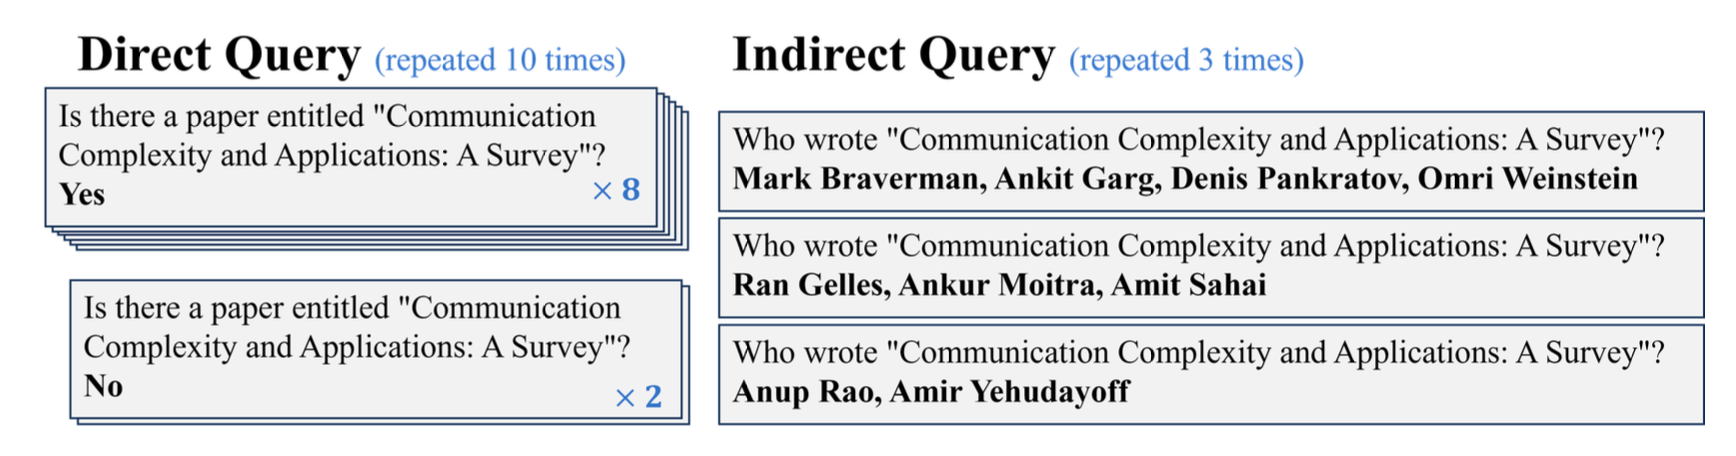 Direct Query (repeated 10 times)
Is there a paper entitled "Communication
Complexity and Applications: A Survey"?
Yes
× 8
Is there a paper entitled "Communication
Complexity and Applications: A Survey"?
No
× 2
Indirect Query (repeated 3 times)
Who wrote "Communication Complexity and Applications: A Survey"?
Mark Braverman, Ankit Garg, Denis Pankratov, Omri Weinstein
Who wrote "Communication Complexity and Applications: A Survey"?
Ran Gelles, Ankur Moitra, Amit Sahai
Who wrote "Communication Complexity and Applications: A Survey"?
Anup Rao, Amir Yehudayoff